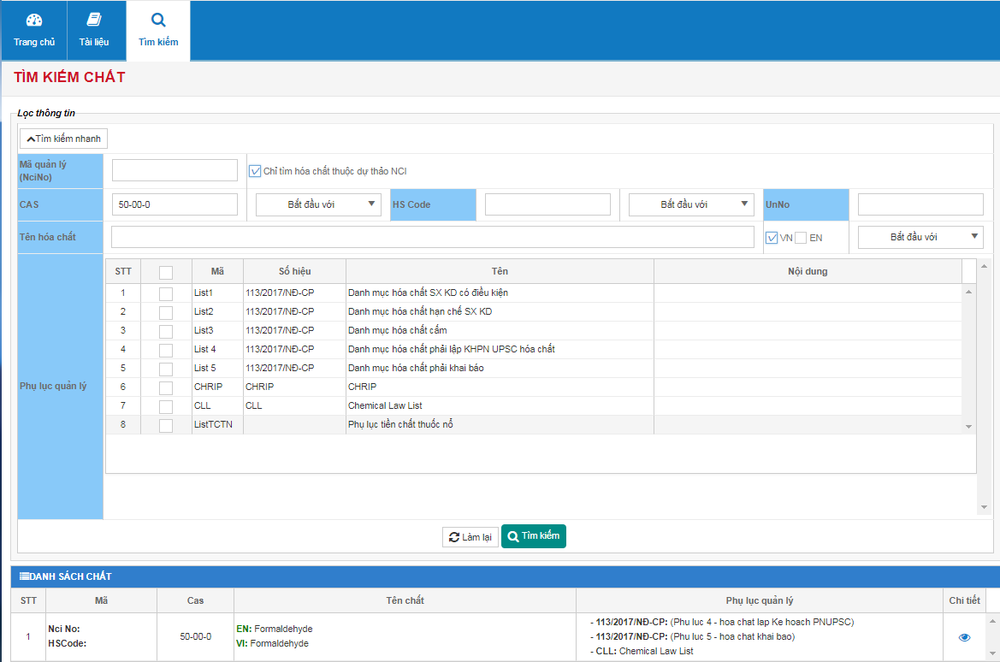 Trang chủ
Tài liệu
Tìm kiếm
TÌM KIẾM CHẤT
Lọc thông tin
Tìm kiếm nhanh
Mã quản lý
(NciNo)
Chỉ tìm hóa chất thuộc dự thảo NCI
CAS 50-00-0 Bắt đầu với HS Code Bắt đầu với UnNo
Tên hóa chất VN EN Bắt đầu với
Phụ lục quản lý
STT Mã Số hiệu Tên Nội dung
1 List1 113/2017/NĐ-CP Danh mục hóa chất SX KD có điều kiện
2 List2 113/2017/NĐ-CP Danh mục hóa chất hạn chế SX KD
3 List3 113/2017/NĐ-CP Danh mục hóa chất cấm
4 List 4 113/2017/NĐ-CP Danh mục hóa chất phải lập KHPN UPSC hóa chất
5 List 5 113/2017/NĐ-CP Danh mục hóa chất phải khai báo
6 CHRIP CHRIP CHRIP
7 CLL CLL Chemical Law List
8 ListTCTN Phụ lục tiền chất thuốc nổ
Làm lại Tìm kiếm
DANH SÁCH CHẤT
STT Mã Cas Tên chất Phụ lục quản lý Chi tiết
1
Nci No:
HSCode:
50-00-0
EN: Formaldehyde
VI: Formaldehyde
- 113/2017/NĐ-CP: (Phu luc 4 - hoa chat lap Ke hoach PNUPSC)
- 113/2017/NĐ-CP: (Phu luc 5 - hoa chat khai bao)
- CLL: Chemical Law List